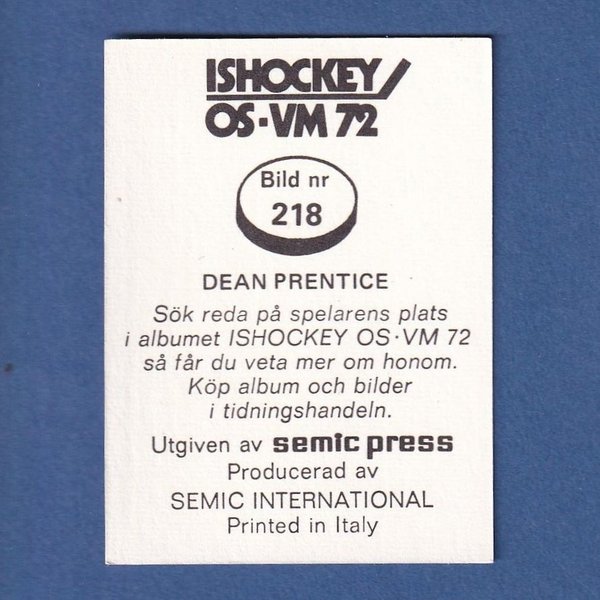 ISHOCKEY
OS·VM 72
Bild nr
218
DEAN PRENTICE
Sök reda på spelarens plats
i albumet ISHOCKEY OS·VM 72
så får du veta mer om honom.
Köp album och bilder
i tidningshandeln.
Utgiven av semic press
Producerad av
SEMIC INTERNATIONAL
Printed in Italy